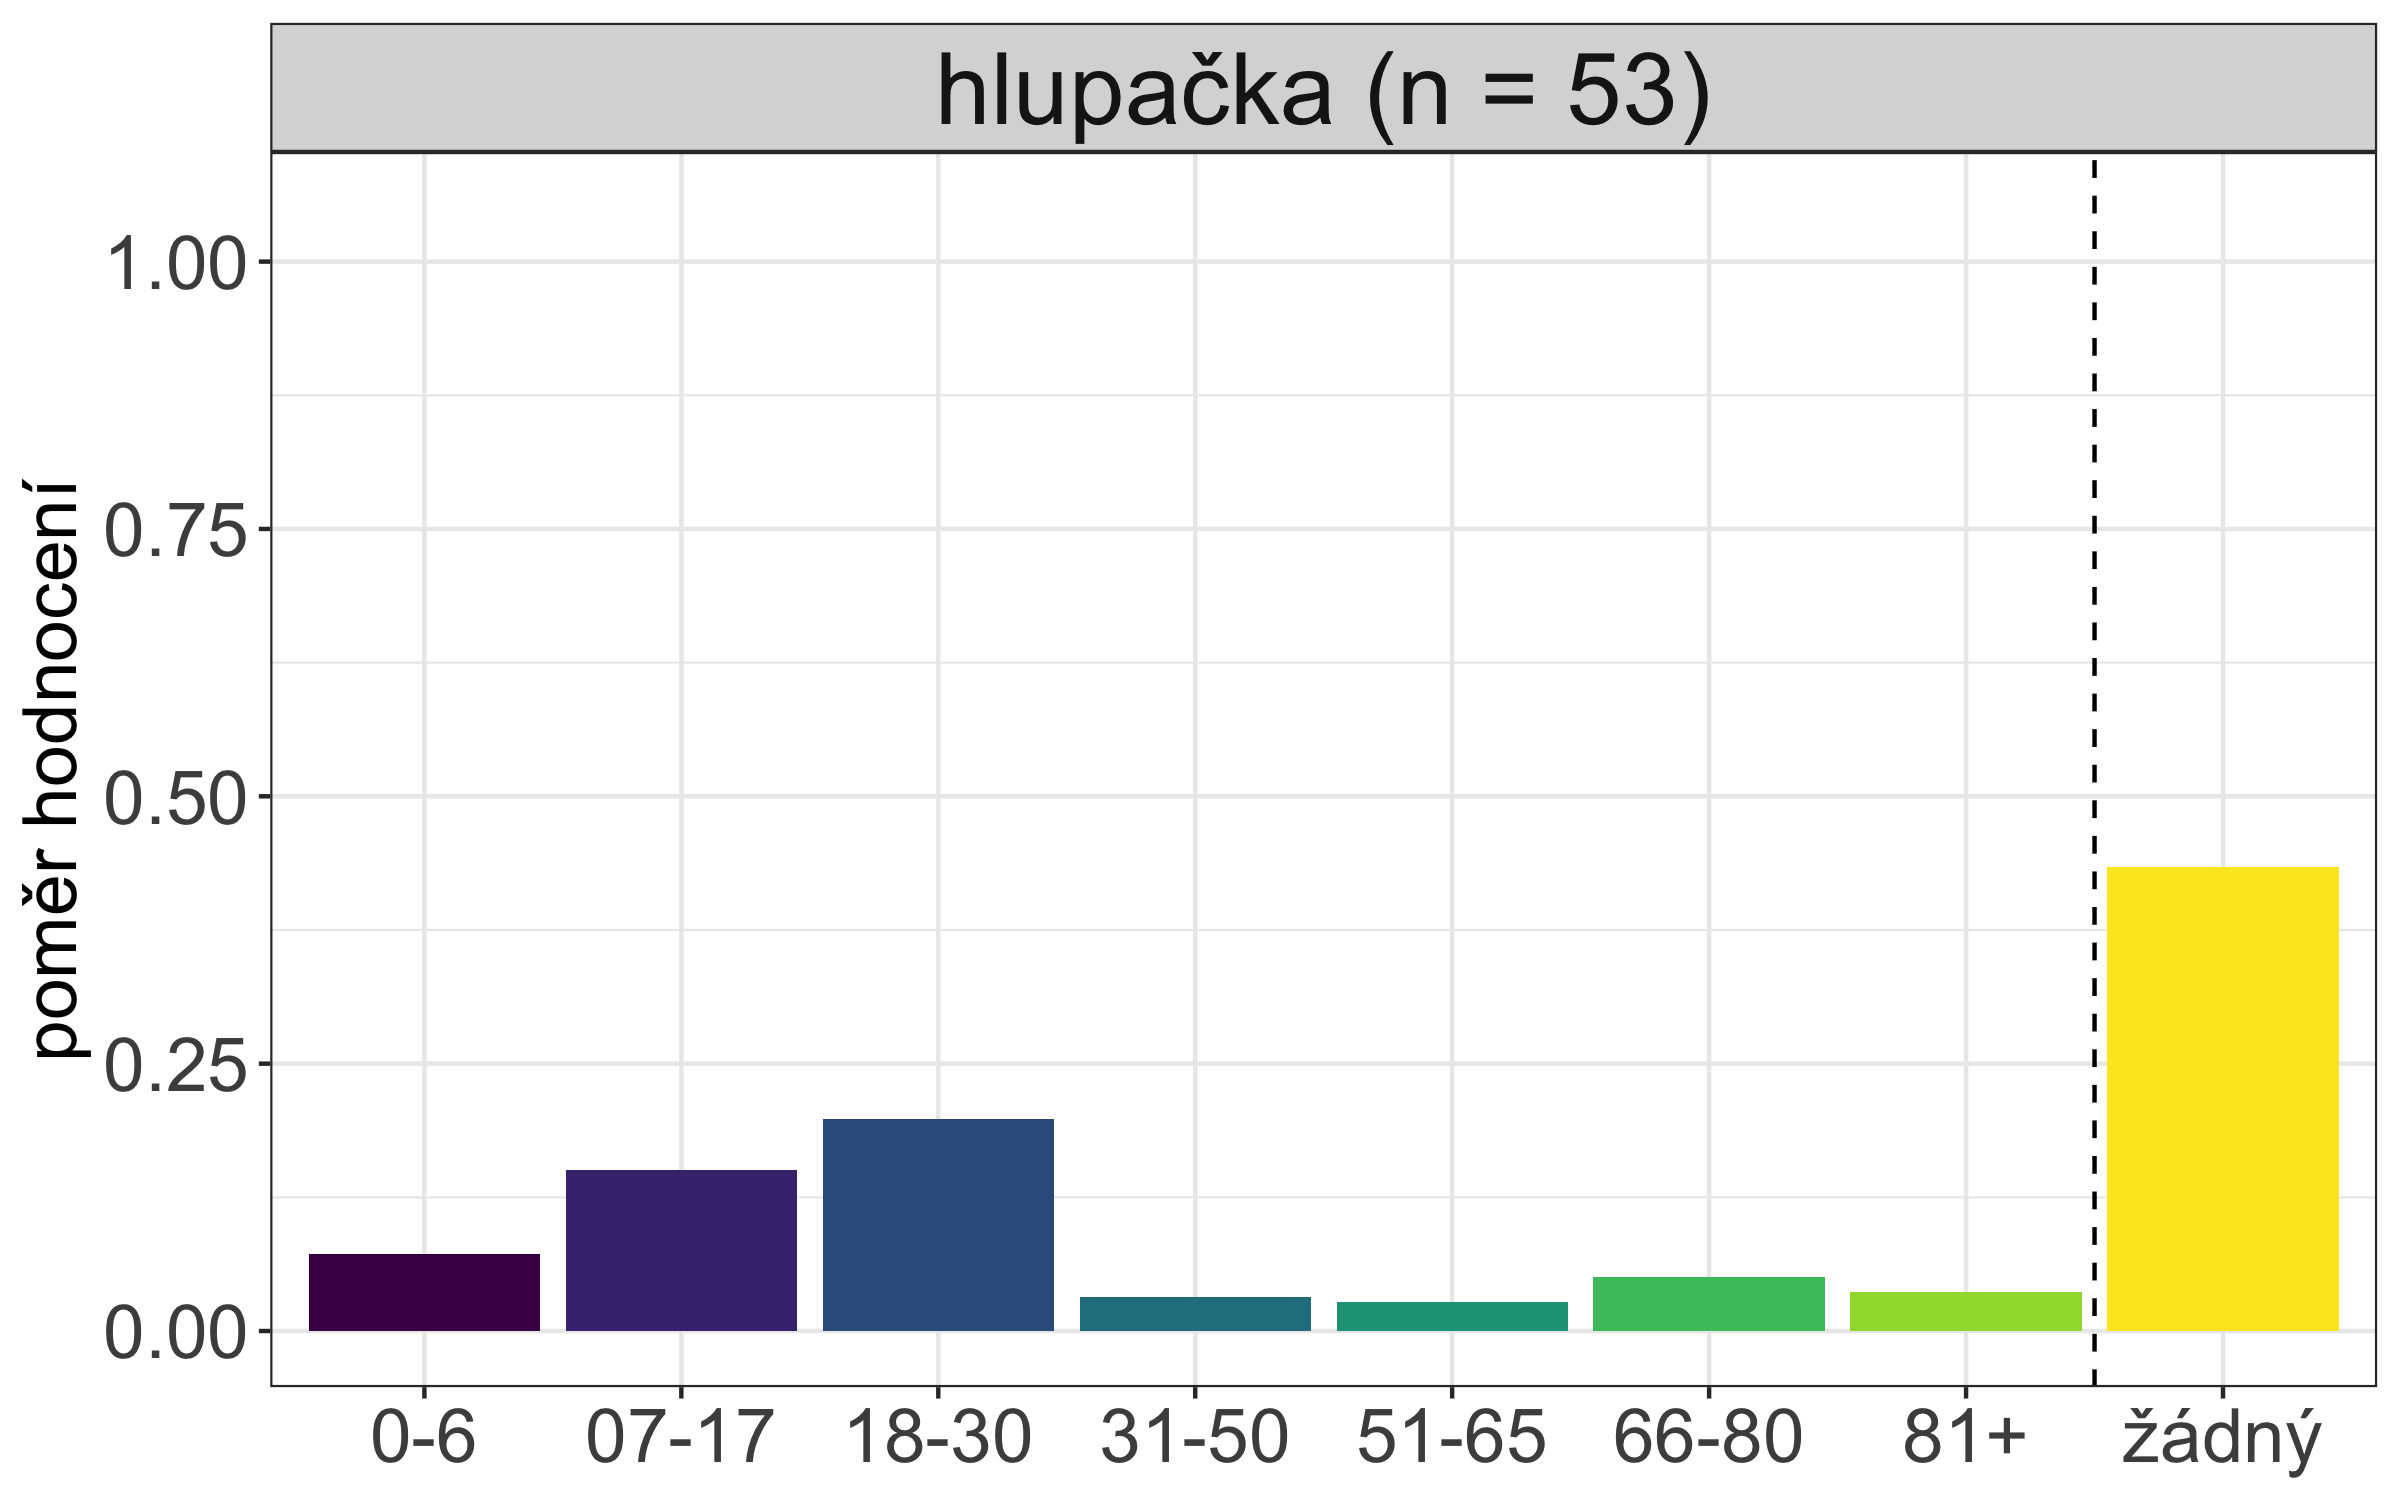 hlupačka (n = 53)
poměr hodnocení
1.00
0.75
0.50
0.25
0.00
0-6 07-17 18-30 31-50 51-65 66-80 81+ žádný